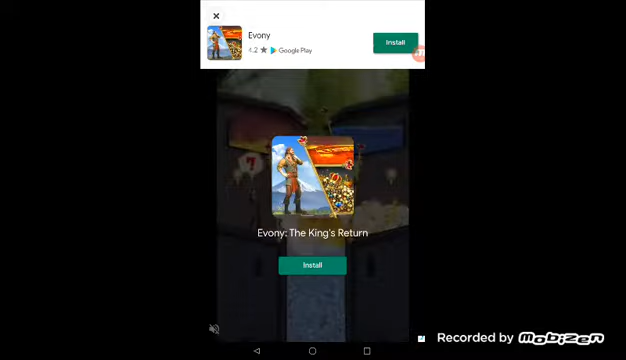 Evony
4.2 ★ Google Play
Install
Evony: The King's Return
Install
Recorded by mobizen